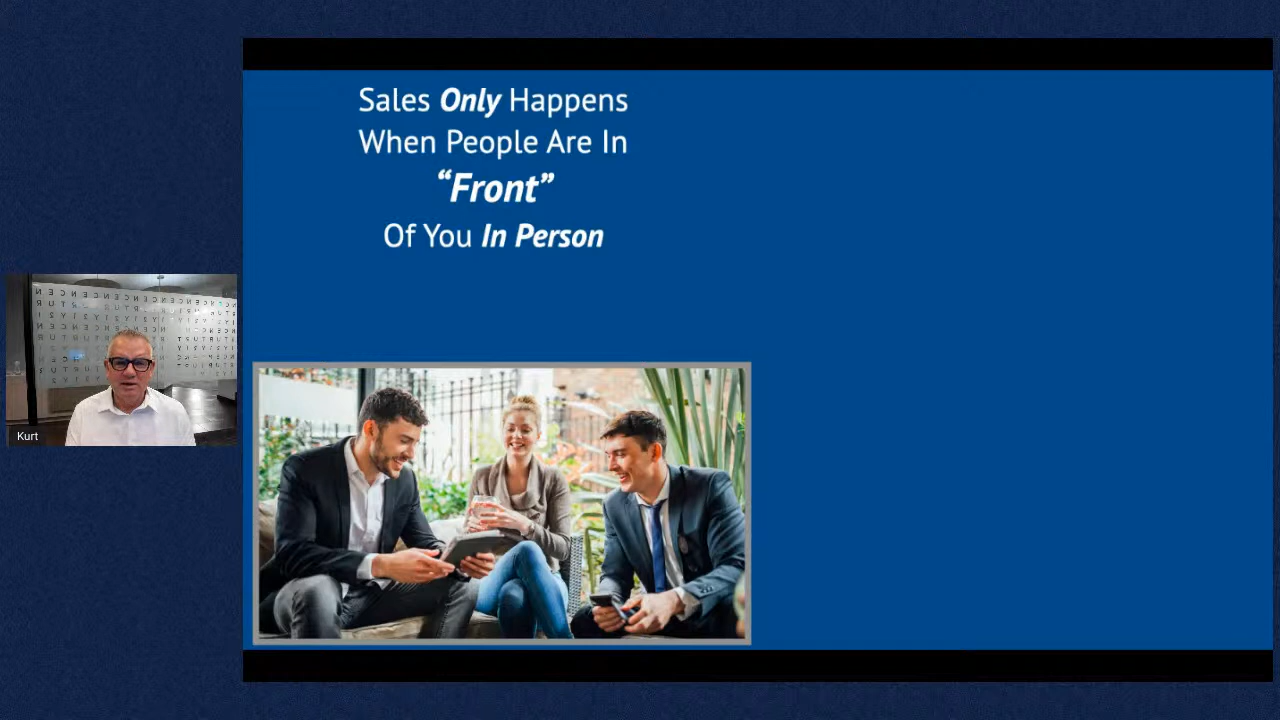 Sales Only Happens
When People Are In
“Front”
Of You In Person
Kurt